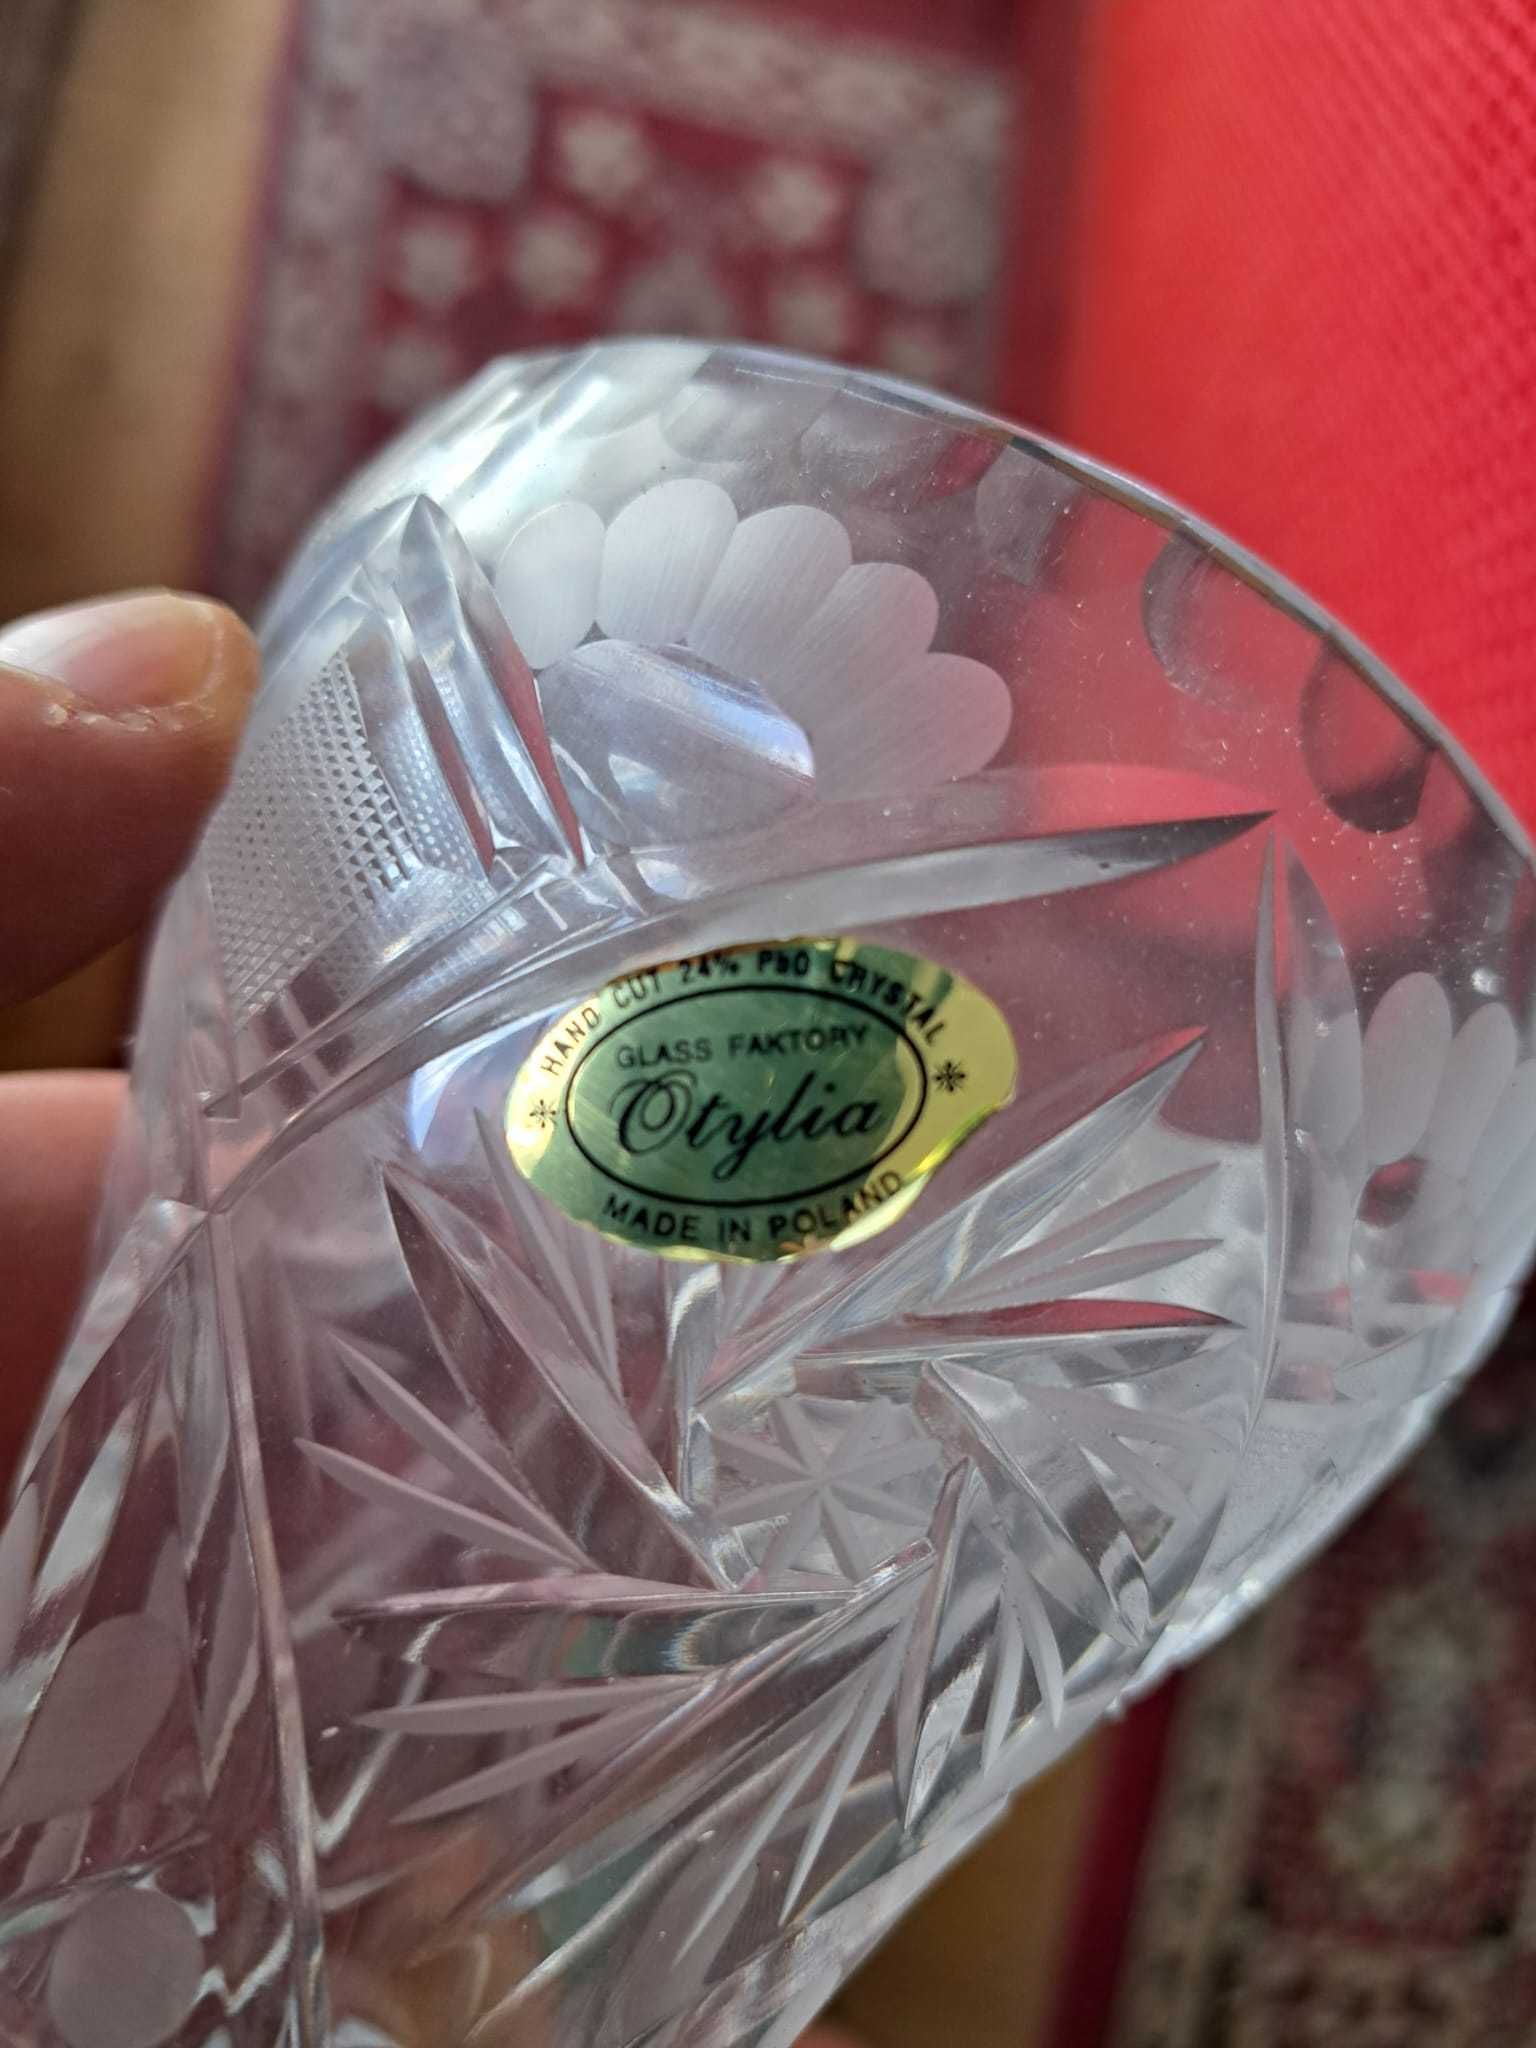 * HAND CUT 24% PbO CRYSTAL *
GLASS FAKTORY
Otylia
MADE IN POLAND